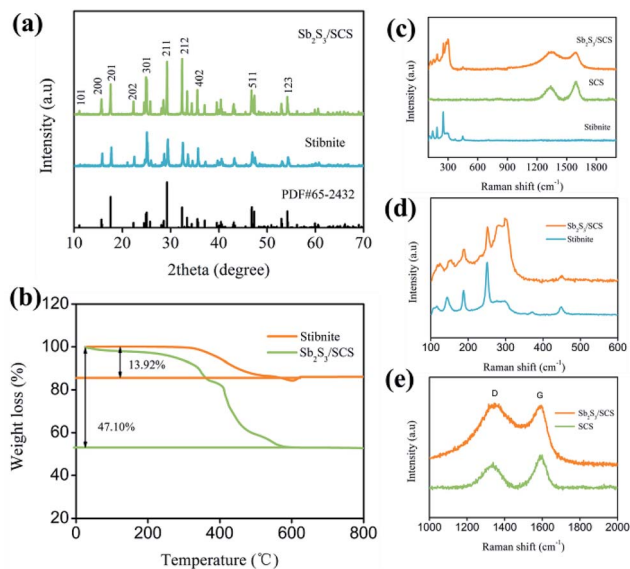 (a)
Sb₂S₃/SCS
101
200
201
202
301
211
212
402
511
123
Stibnite
PDF#65-2432
Intensity (a.u)
10 20 30 40 50 60 70
2theta (degree)
(b)
120
100
80
60
40
20
Stibnite
Sb₂S₃/SCS
13.92%
47.10%
Weight loss (%)
0 200 400 600 800
Temperature (℃)
(c)
Sb₂S₃/SCS
SCS
Stibnite
Intensity (a.u)
300 600 900 1200 1500 1800
Raman shift (cm⁻¹)
(d)
Sb₂S₃/SCS
Stibnite
Intensity (a.u)
100 200 300 400 500 600
Raman shift (cm⁻¹)
(e)
D G
Sb₂S₃/SCS
SCS
Intensity (a.u)
1000 1200 1400 1600 1800 2000
Raman shift (cm⁻¹)